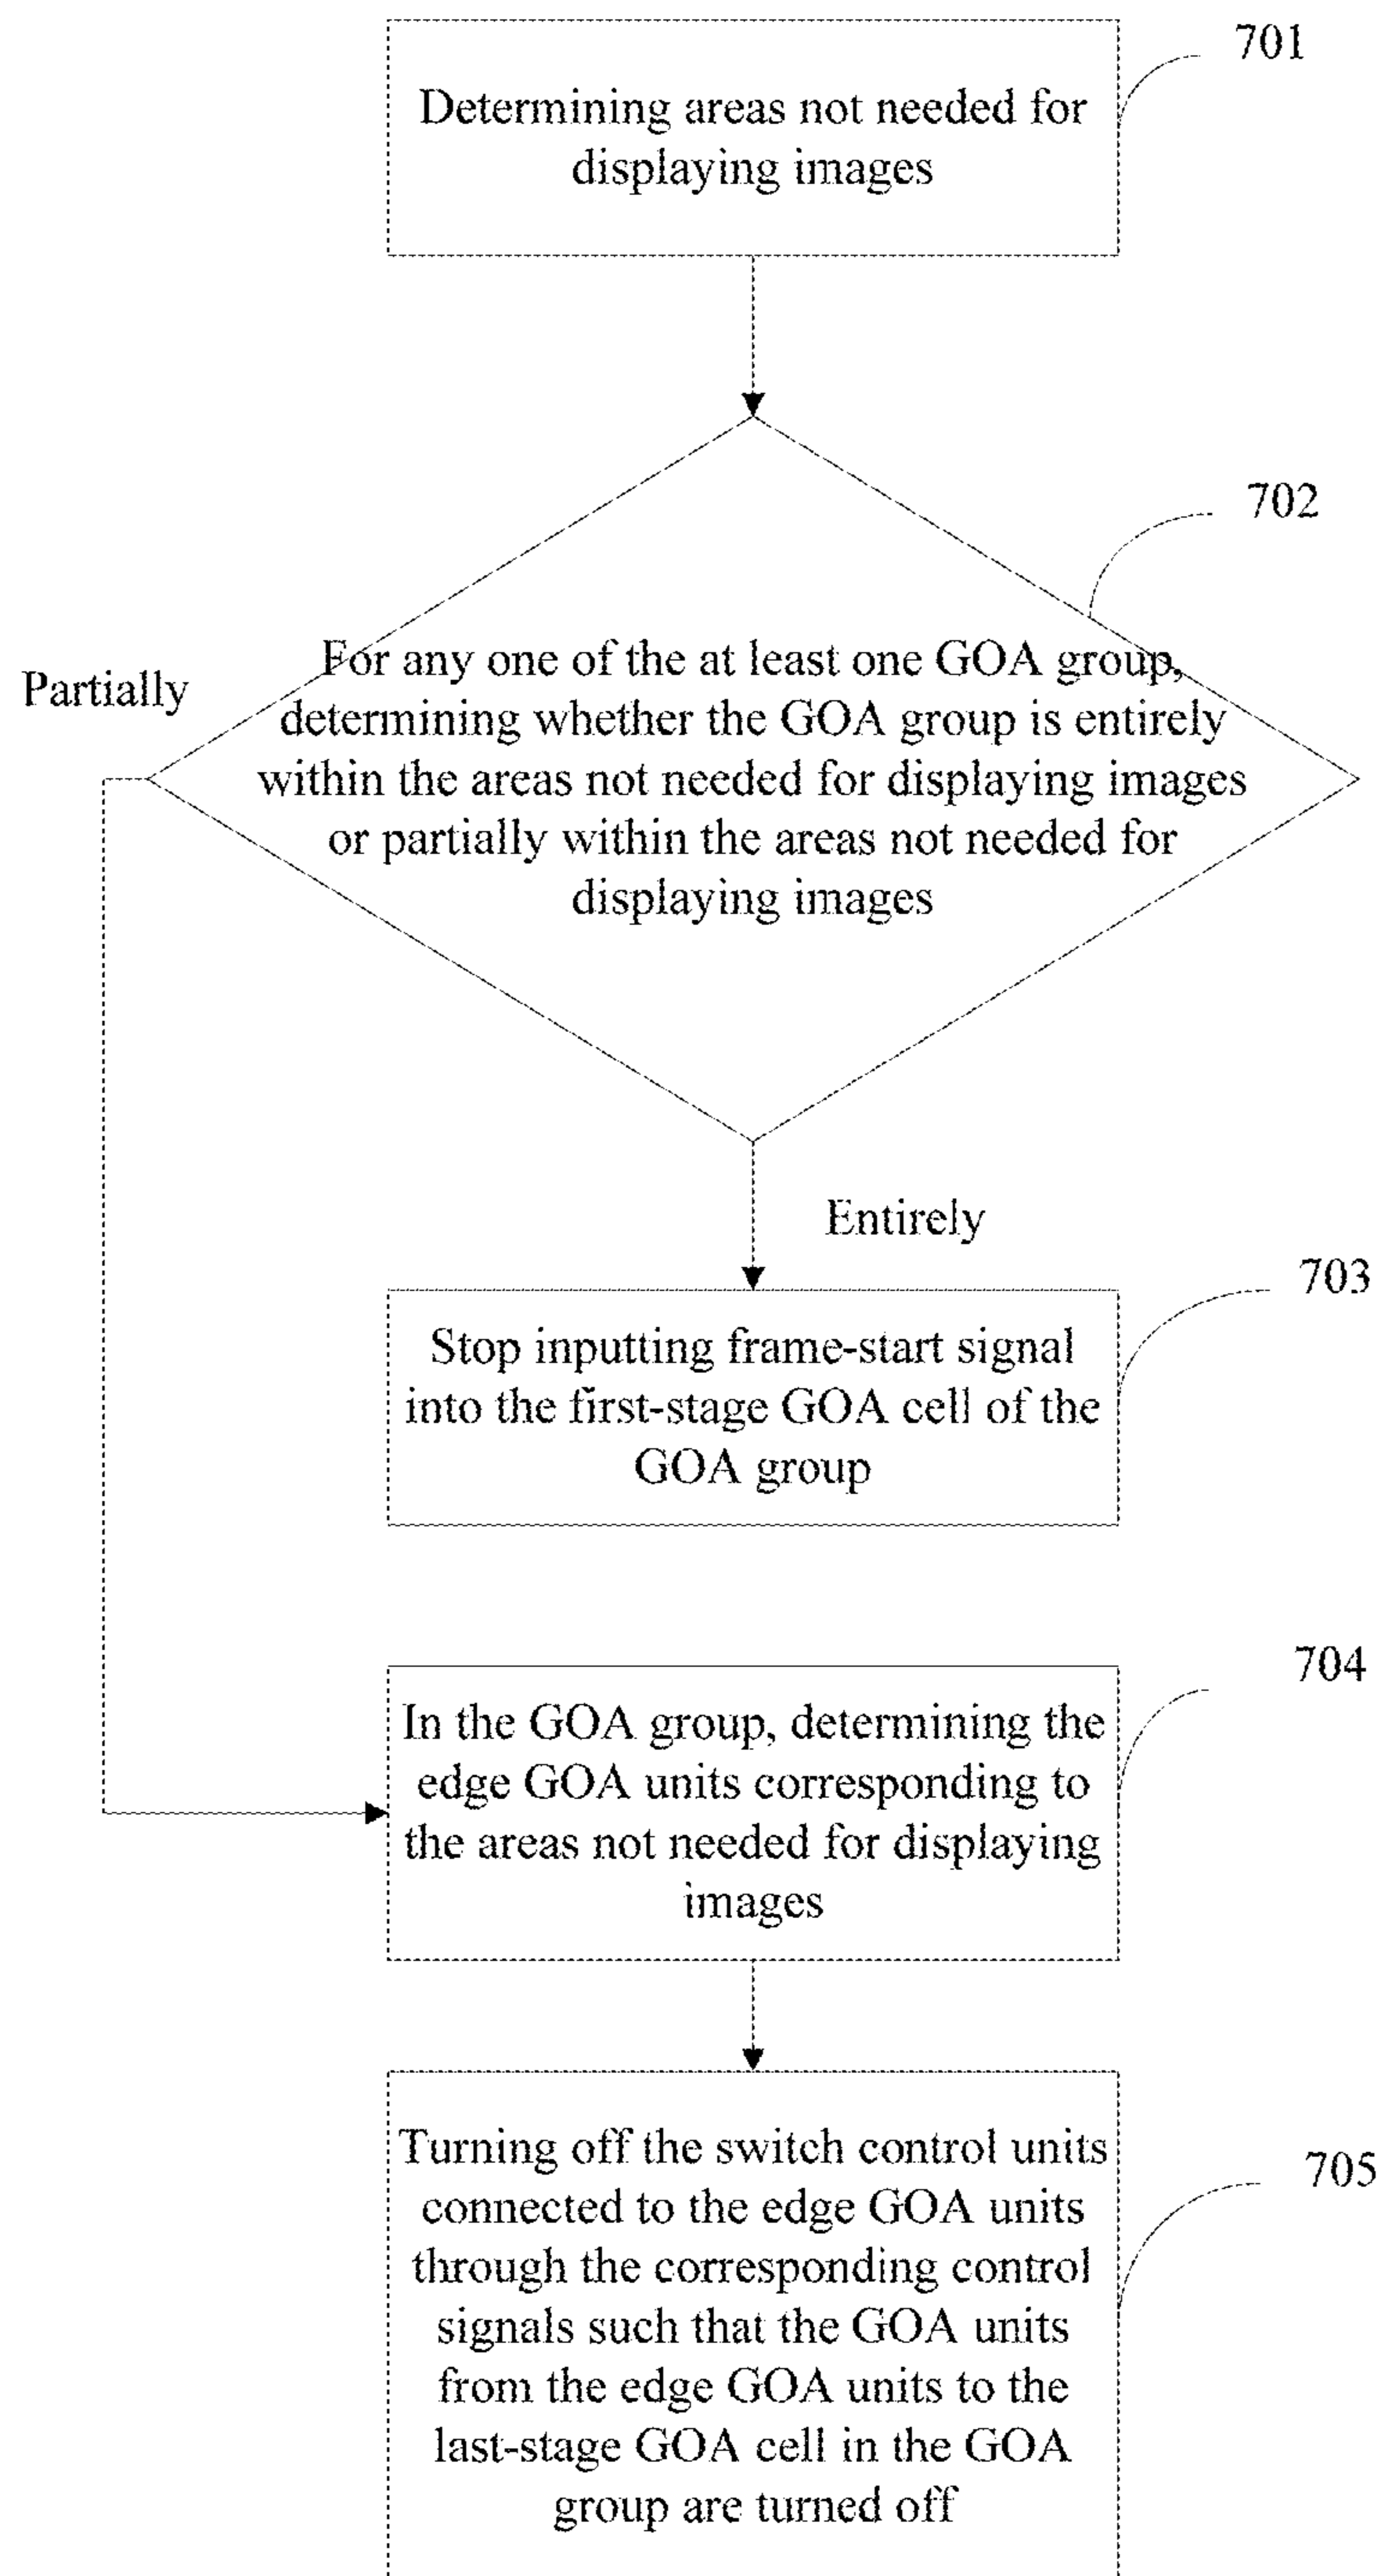 701
Determining areas not needed for
displaying images
702
Partially
For any one of the at least one GOA group,
determining whether the GOA group is entirely
within the areas not needed for displaying images
or partially within the areas not needed for
displaying images
Entirely
703
Stop inputting frame-start signal
into the first-stage GOA cell of the
GOA group
704
In the GOA group, determining the
edge GOA units corresponding to
the areas not needed for displaying
images
705
Turning off the switch control units
connected to the edge GOA units
through the corresponding control
signals such that the GOA units
from the edge GOA units to the
last-stage GOA cell in the GOA
group are turned off